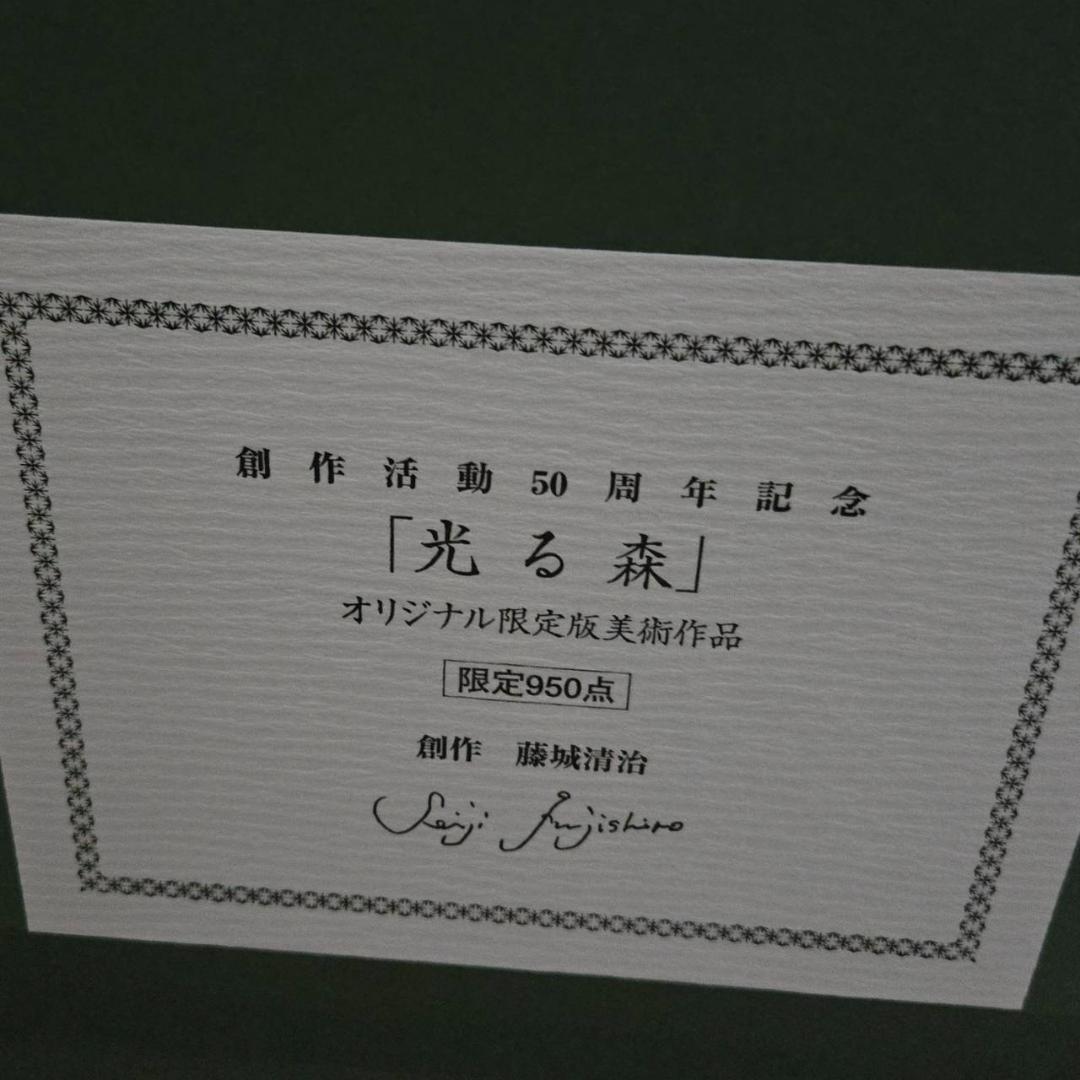 創作活動50周年記念
「光る森」
オリジナル限定版美術作品
限定950点
創作　藤城清治
Seiji Fujishiro